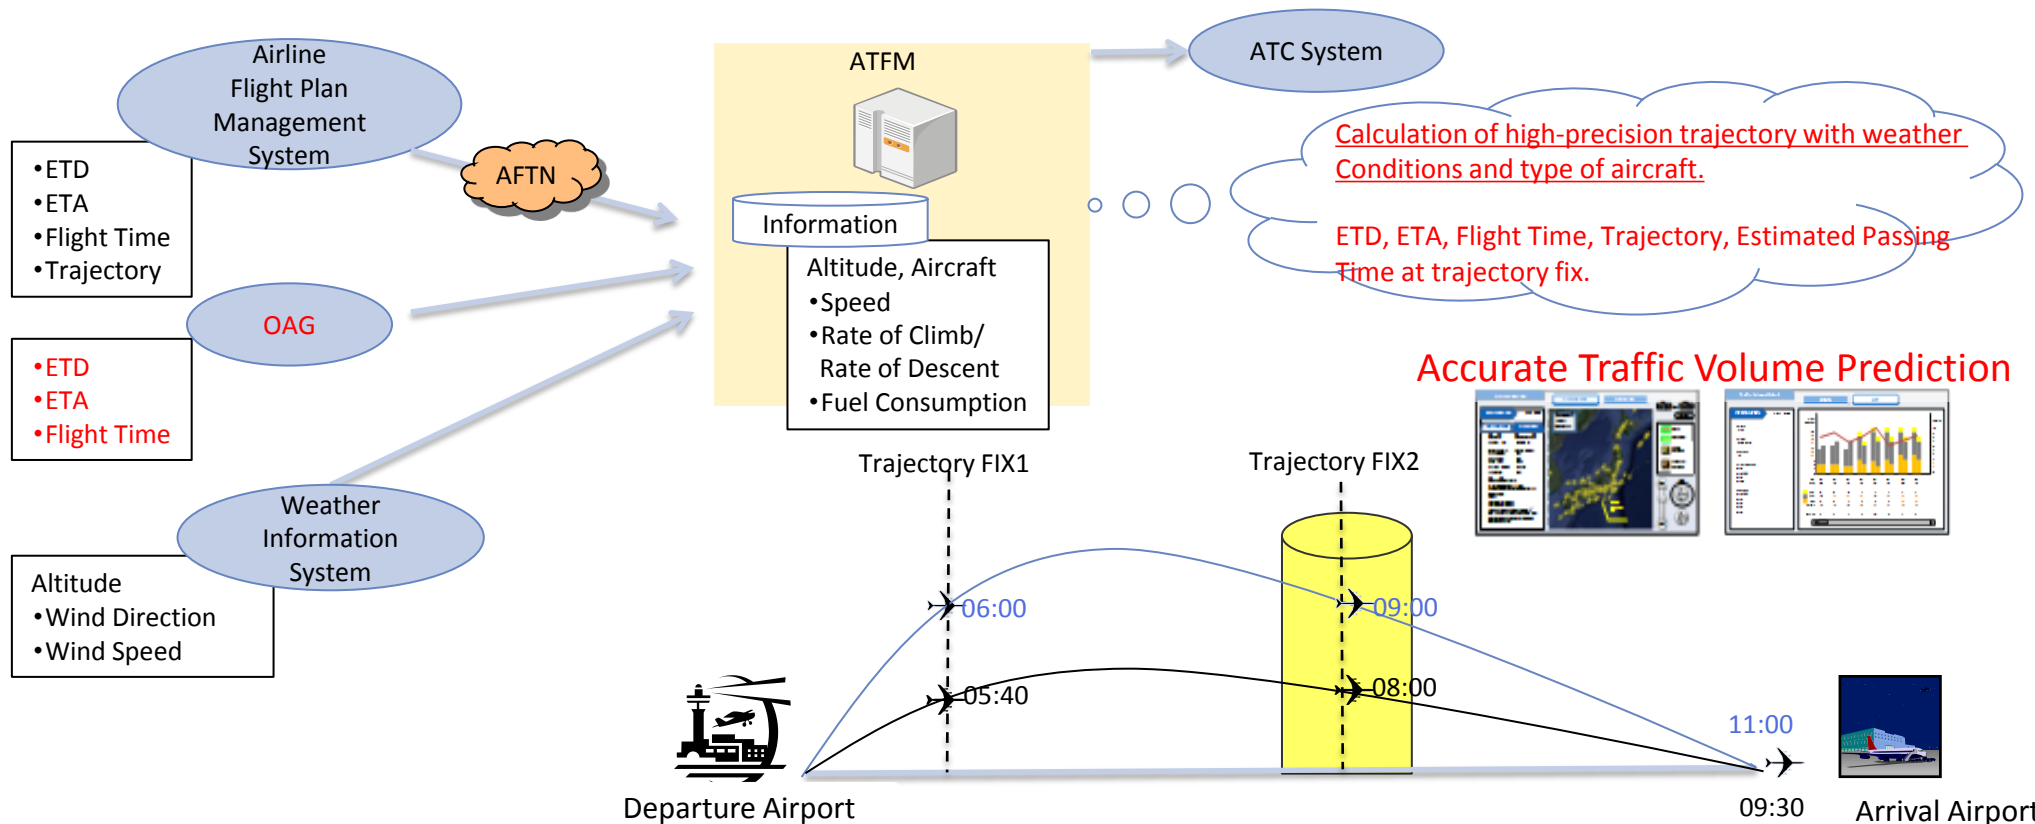 Airline
Flight Plan
Management
System
•ETD
•ETA
•Flight Time
•Trajectory
AFTN
OAG
•ETD
•ETA
•Flight Time
Weather
Information
System
Altitude
•Wind Direction
•Wind Speed
ATFM
Information
Altitude, Aircraft
•Speed
•Rate of Climb/
Rate of Descent
•Fuel Consumption
ATC System
Calculation of high-precision trajectory with weather
Conditions and type of aircraft.
ETD, ETA, Flight Time, Trajectory, Estimated Passing
Time at trajectory fix.
Accurate Traffic Volume Prediction
Trajectory FIX1
Trajectory FIX2
06:00
09:00
05:40
08:00
11:00
09:30
Departure Airport
Arrival Airport